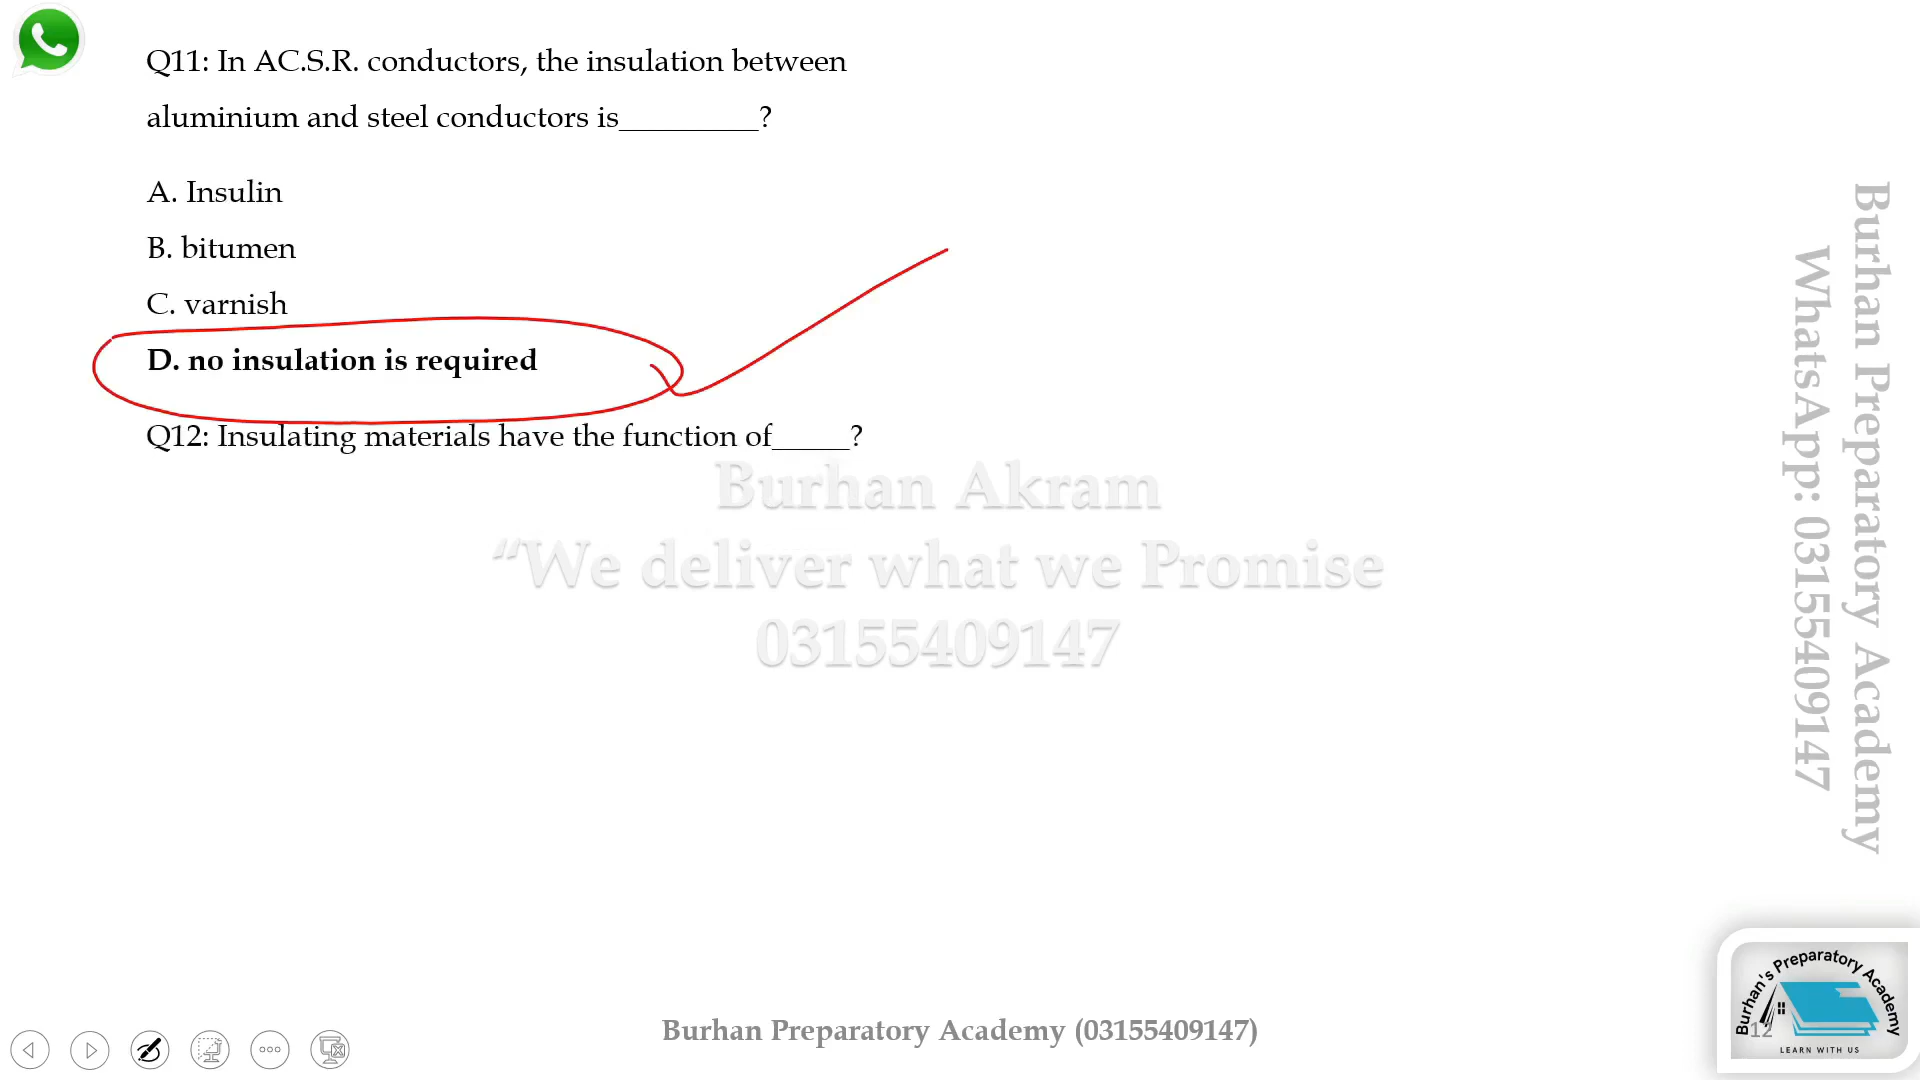 Q11: In AC.S.R. conductors, the insulation between
aluminium and steel conductors is_________?
A. Insulin
B. bitumen
C. varnish
D. no insulation is required
Q12: Insulating materials have the function of_____?
Burhan Akram
“We deliver what we Promise
03155409147
Burhan Preparatory Academy
WhatsApp: 03155409147
Burhan Preparatory Academy (03155409147)
Burhan's Preparatory Academy
12
LEARN WITH US